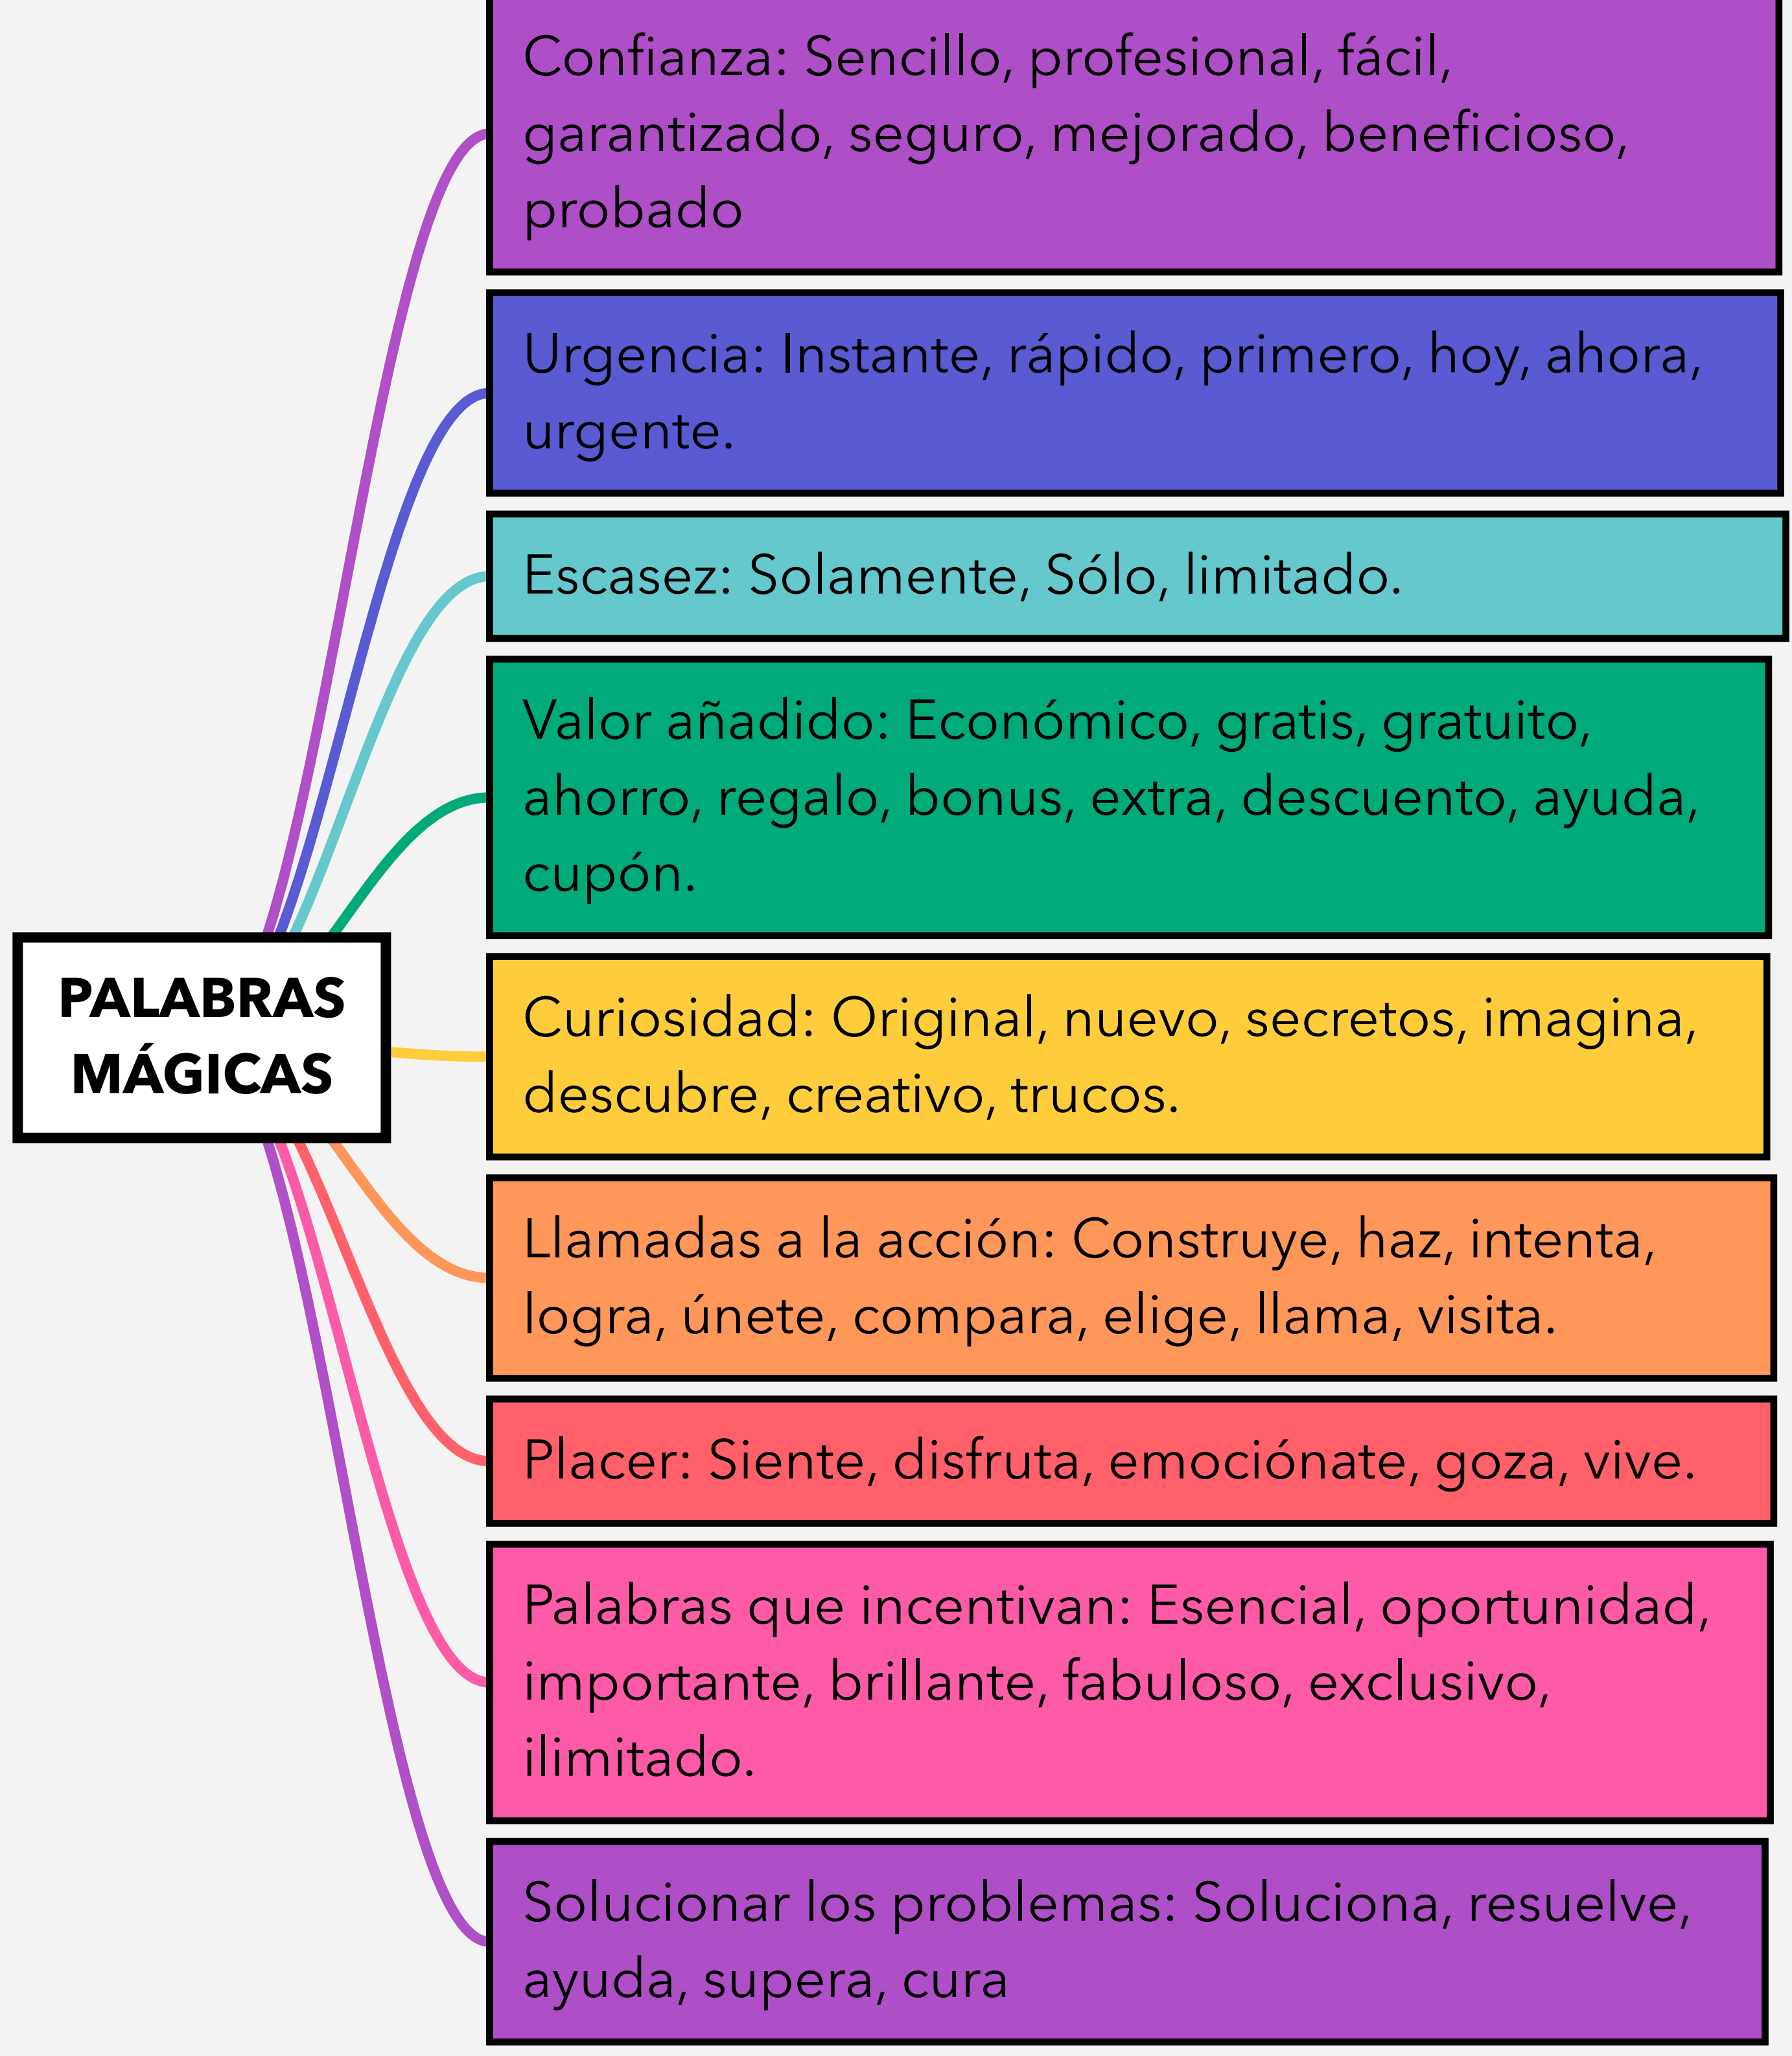 Confianza: Sencillo, profesional, fácil,
garantizado, seguro, mejorado, beneficioso,
probado
Urgencia: Instante, rápido, primero, hoy, ahora,
urgente.
Escasez: Solamente, Sólo, limitado.
Valor añadido: Económico, gratis, gratuito,
ahorro, regalo, bonus, extra, descuento, ayuda,
cupón.
PALABRAS
MÁGICAS
Curiosidad: Original, nuevo, secretos, imagina,
descubre, creativo, trucos.
Llamadas a la acción: Construye, haz, intenta,
logra, únete, compara, elige, llama, visita.
Placer: Siente, disfruta, emociónate, goza, vive.
Palabras que incentivan: Esencial, oportunidad,
importante, brillante, fabuloso, exclusivo,
ilimitado.
Solucionar los problemas: Soluciona, resuelve,
ayuda, supera, cura